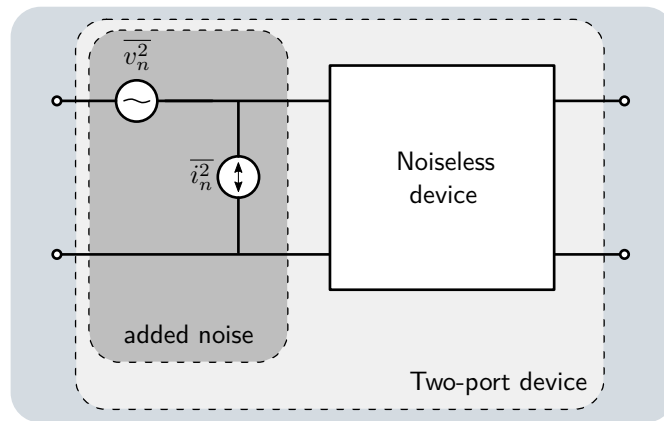 $\overline{v_n^2}$
$\overline{i_n^2}$
Noiseless
device
added noise
Two-port device